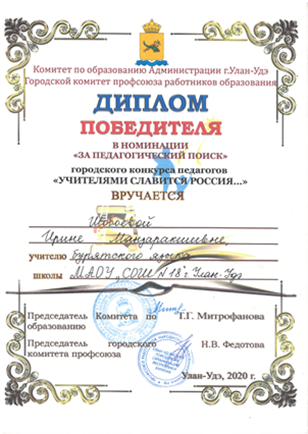 Комитет по образованию Администрации г.Улан-Удэ
Городской комитет профсоюза работников образования
ДИПЛОМ
ПОБЕДИТЕЛЯ
В НОМИНАЦИИ
«ЗА ПЕДАГОГИЧЕСКИЙ ПОИСК»
городского конкурса педагогов
«УЧИТЕЛЯМИ СЛАВИТСЯ РОССИЯ...»
ВРУЧАЕТСЯ
Ирине
учителю Бурятского языка
школы МАОУ "СОШ №18" г. Улан-Удэ
Председатель Комитета по образованию Т.Г. Митрофанова
Председатель городского комитета профсоюза Н.В. Федотова
Улан-Удэ, 2020 г.